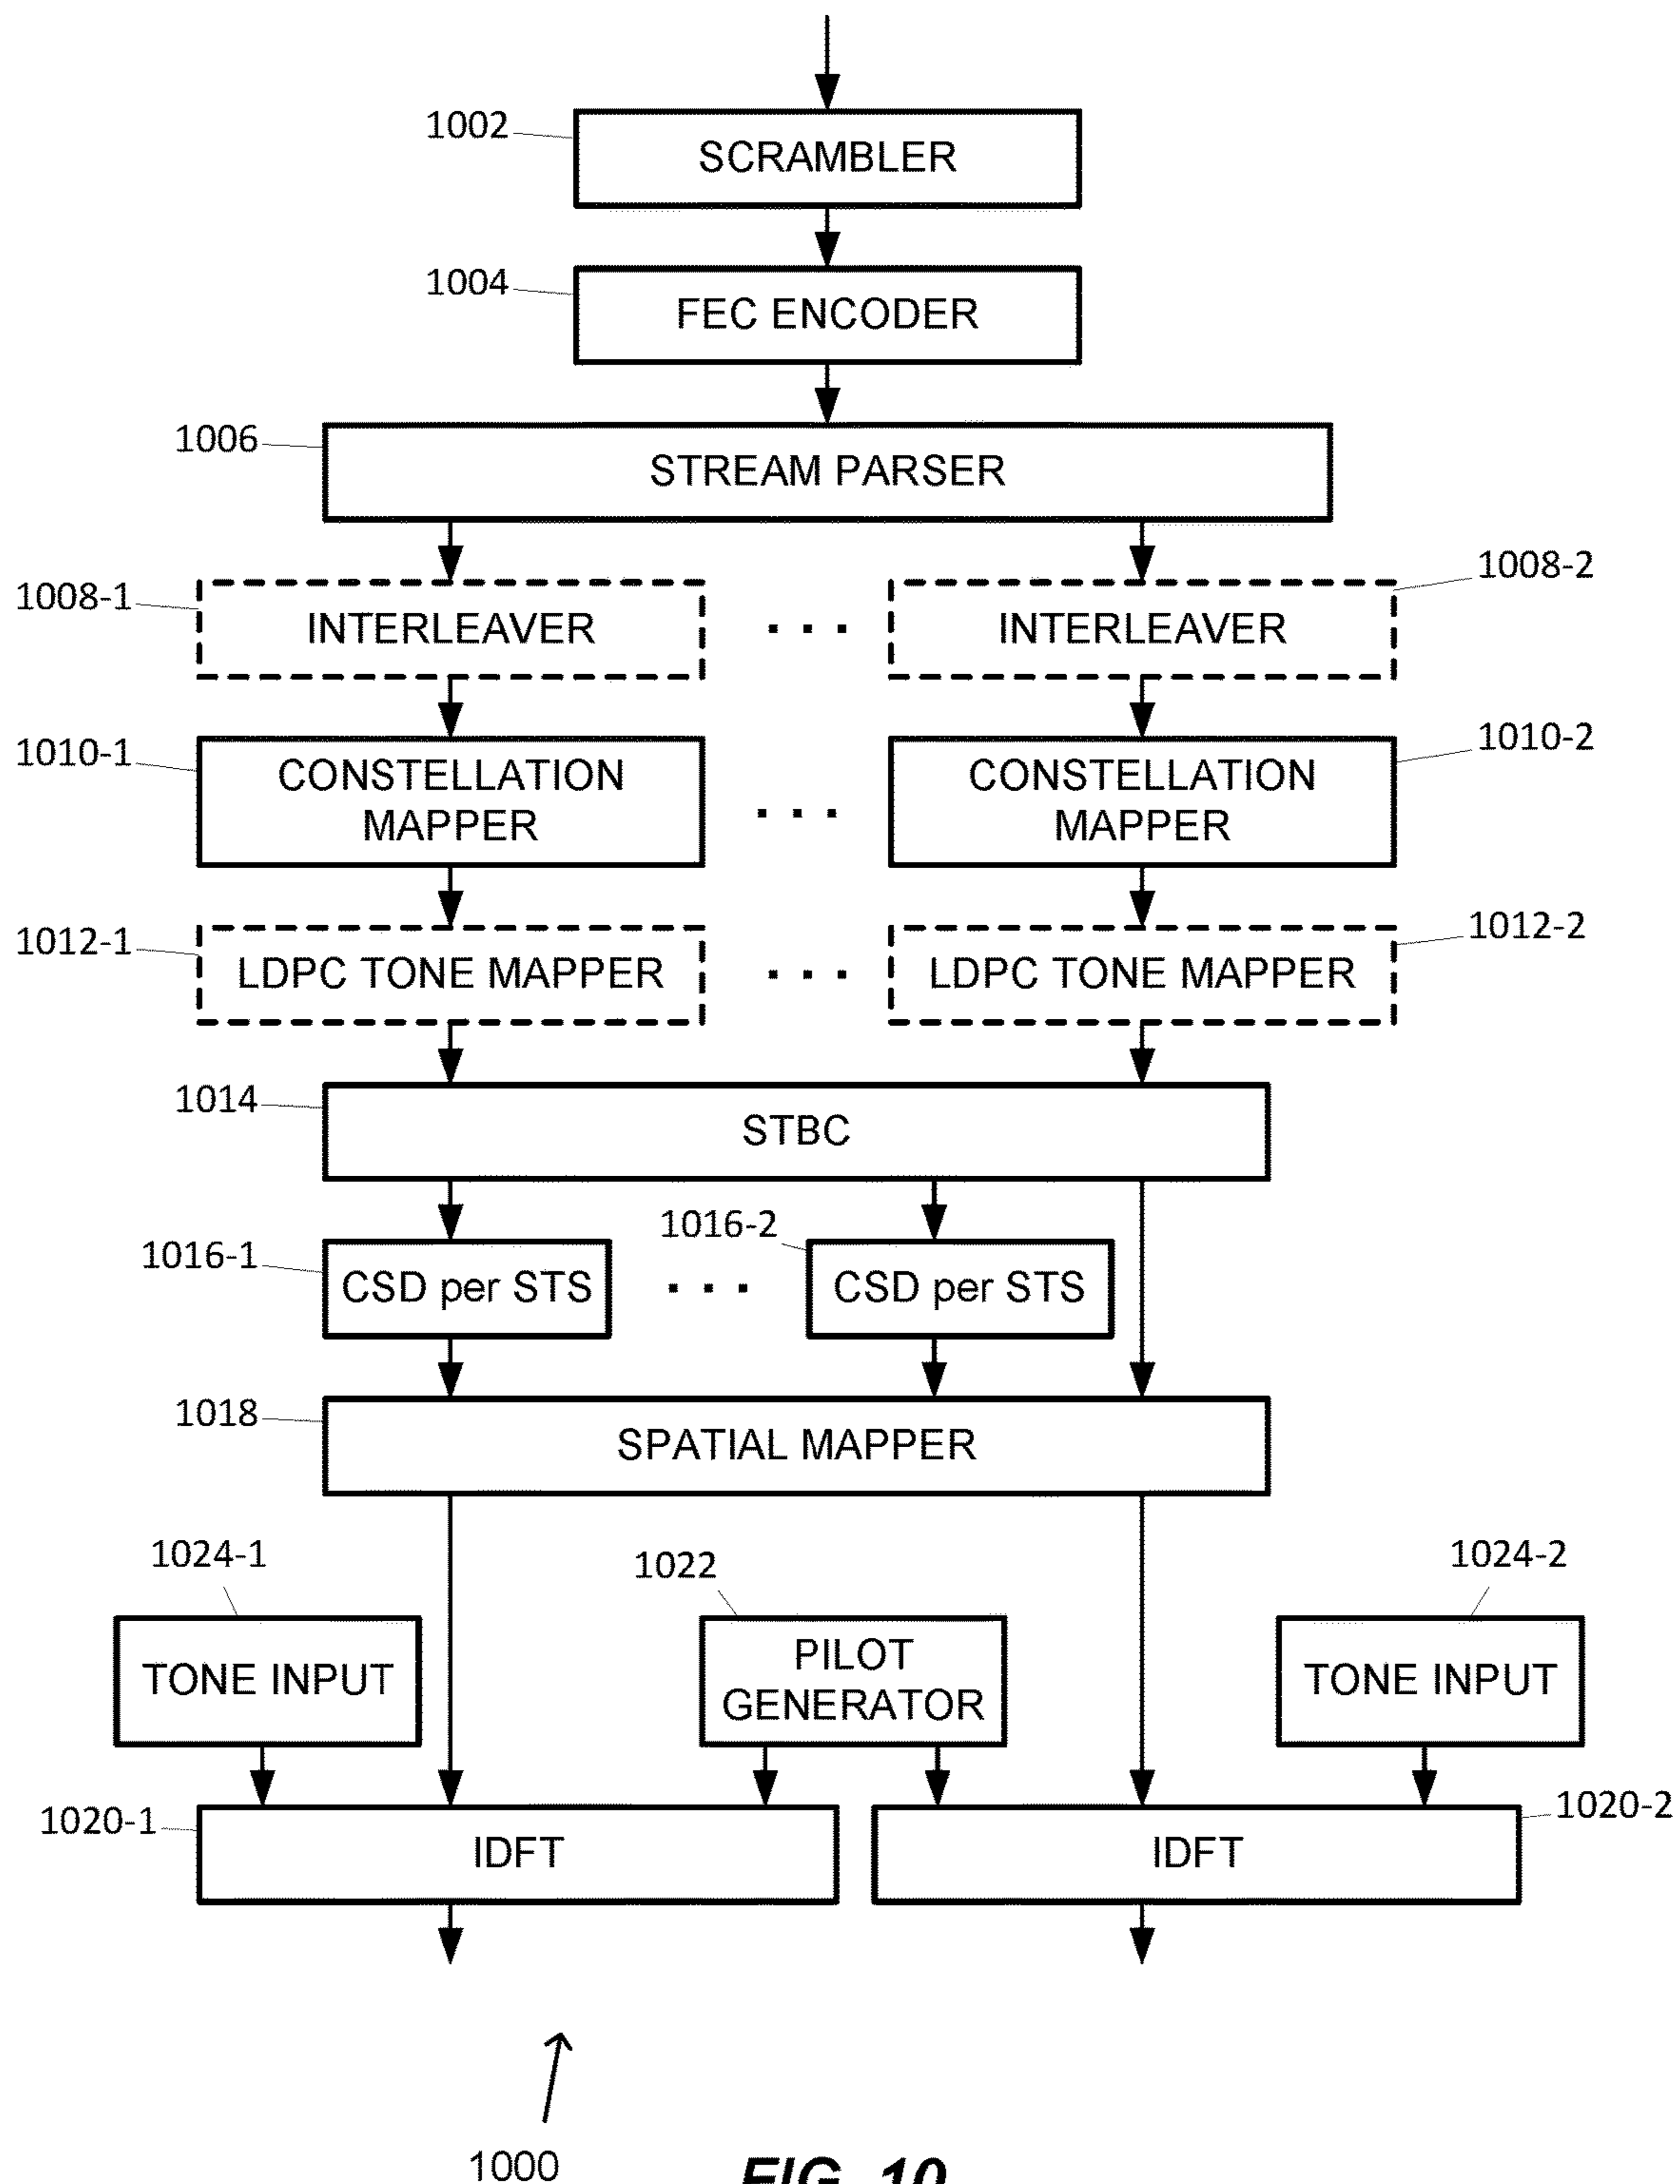 1002
SCRAMBLER
1004
FEC ENCODER
1006
STREAM PARSER
1008-1
INTERLEAVER
. . .
INTERLEAVER
1008-2
1010-1
CONSTELLATION
MAPPER
. . .
CONSTELLATION
MAPPER
1010-2
1012-1
LDPC TONE MAPPER
. . .
LDPC TONE MAPPER
1012-2
1014
STBC
1016-1
CSD per STS
. . .
1016-2
CSD per STS
1018
SPATIAL MAPPER
1024-1
TONE INPUT
1022
PILOT
GENERATOR
1024-2
TONE INPUT
1020-1
IDFT
IDFT
1020-2
1000
FIG. 10